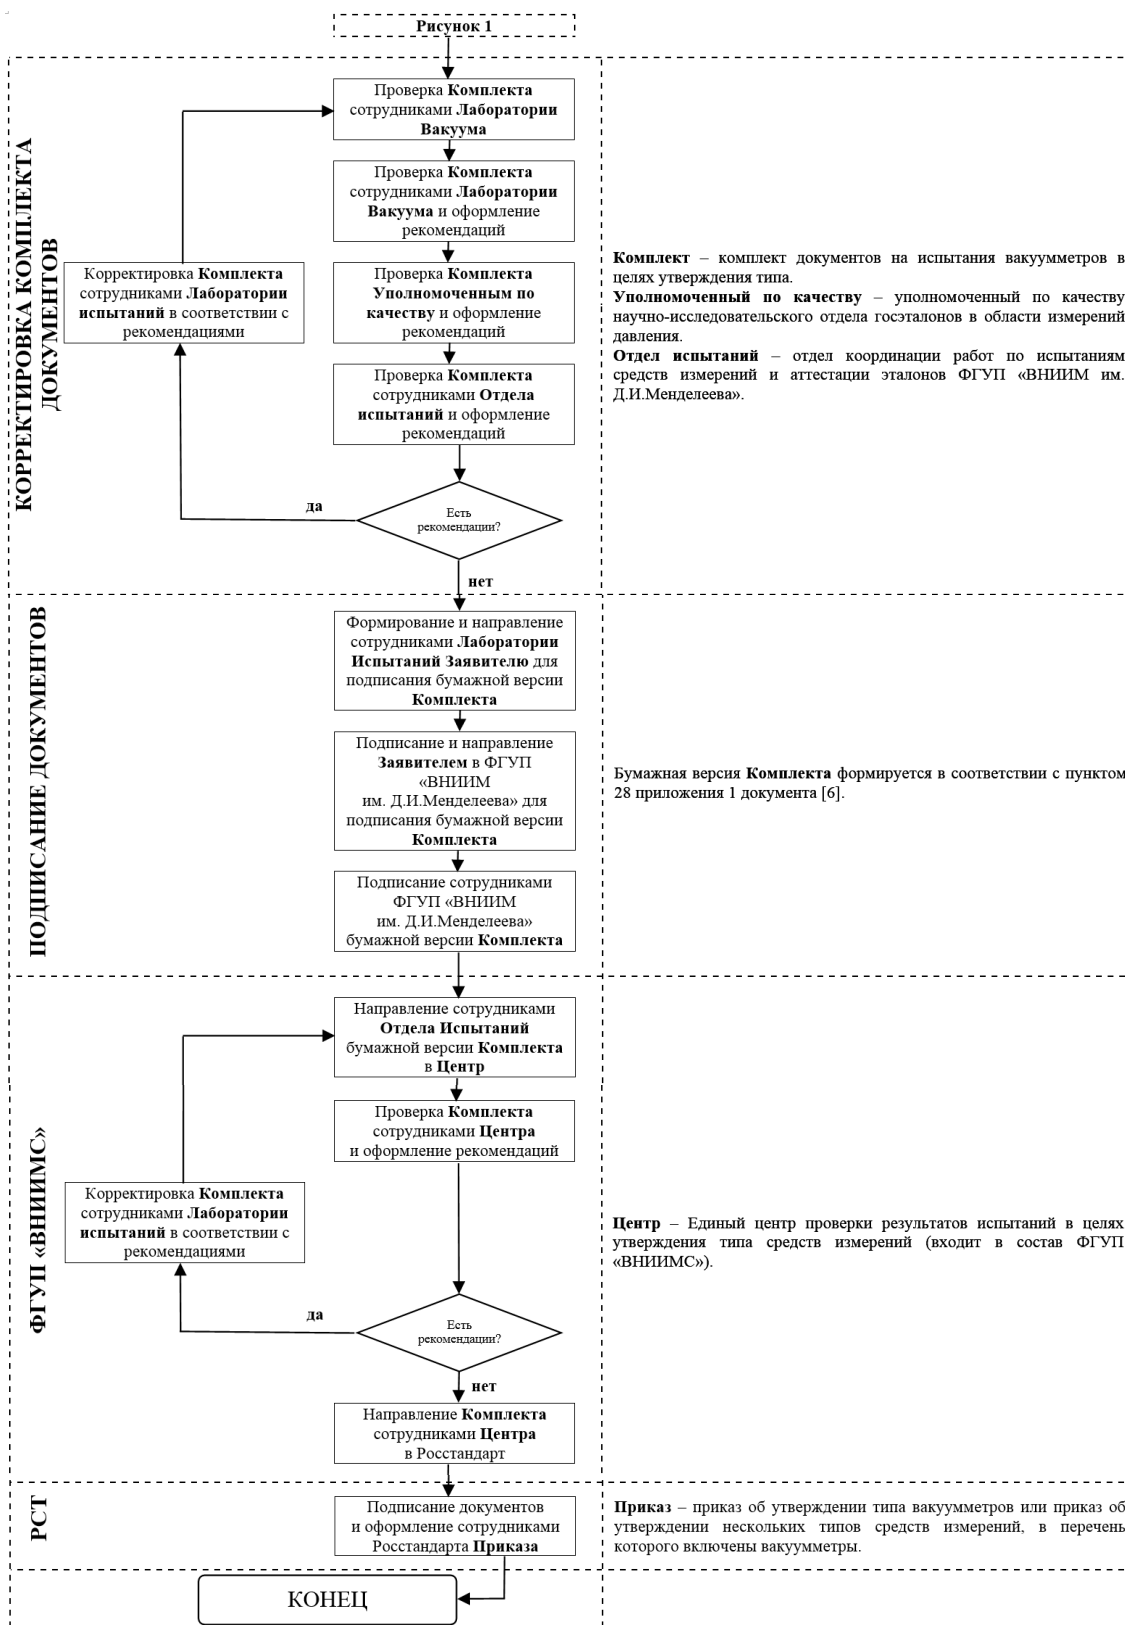 Рисунок 1
КОРРЕКТИРОВКА КОМПЛЕКТА
ДОКУМЕНТОВ
Проверка Комплекта
сотрудниками Лаборатории
Вакуума
Проверка Комплекта
сотрудниками Лаборатории
Вакуума и оформление
рекомендаций
Проверка Комплекта
Уполномоченным по
качеству и оформление
рекомендаций
Проверка Комплекта
сотрудниками Отдела
испытаний и оформление
рекомендаций
Корректировка Комплекта
сотрудниками Лаборатории
испытаний в соответствии с
рекомендациями
Есть
рекомендации?
да
нет
Комплект – комплект документов на испытания вакуумметров в
целях утверждения типа.
Уполномоченный по качеству – уполномоченный по качеству
научно-исследовательского отдела госэталонов в области измерений
давления.
Отдел испытаний – отдел координации работ по испытаниям
средств измерений и аттестации эталонов ФГУП «ВНИИМ им.
Д.И.Менделеева».
ПОДПИСАНИЕ ДОКУМЕНТОВ
Формирование и направление
сотрудниками Лаборатории
Испытаний Заявителю для
подписания бумажной версии
Комплекта
Подписание и направление
Заявителем в ФГУП
«ВНИИМ
им. Д.И.Менделеева» для
подписания бумажной версии
Комплекта
Подписание сотрудниками
ФГУП «ВНИИМ
им. Д.И.Менделеева»
бумажной версии Комплекта
Бумажная версия Комплекта формируется в соответствии с пунктом
28 приложения 1 документа [6].
ФГУП «ВНИИМС»
Направление сотрудниками
Отдела Испытаний
бумажной версии Комплекта
в Центр
Проверка Комплекта
сотрудниками Центра
и оформление рекомендаций
Корректировка Комплекта
сотрудниками Лаборатории
испытаний в соответствии с
рекомендациями
Есть
рекомендации?
да
нет
Направление Комплекта
сотрудниками Центра
в Росстандарт
Центр – Единый центр проверки результатов испытаний в целях
утверждения типа средств измерений (входит в состав ФГУП
«ВНИИМС»).
РСТ
Подписание документов
и оформление сотрудниками
Росстандарта Приказа
Приказ – приказ об утверждении типа вакуумметров или приказ об
утверждении нескольких типов средств измерений, в перечень
которого включены вакуумметры.
КОНЕЦ